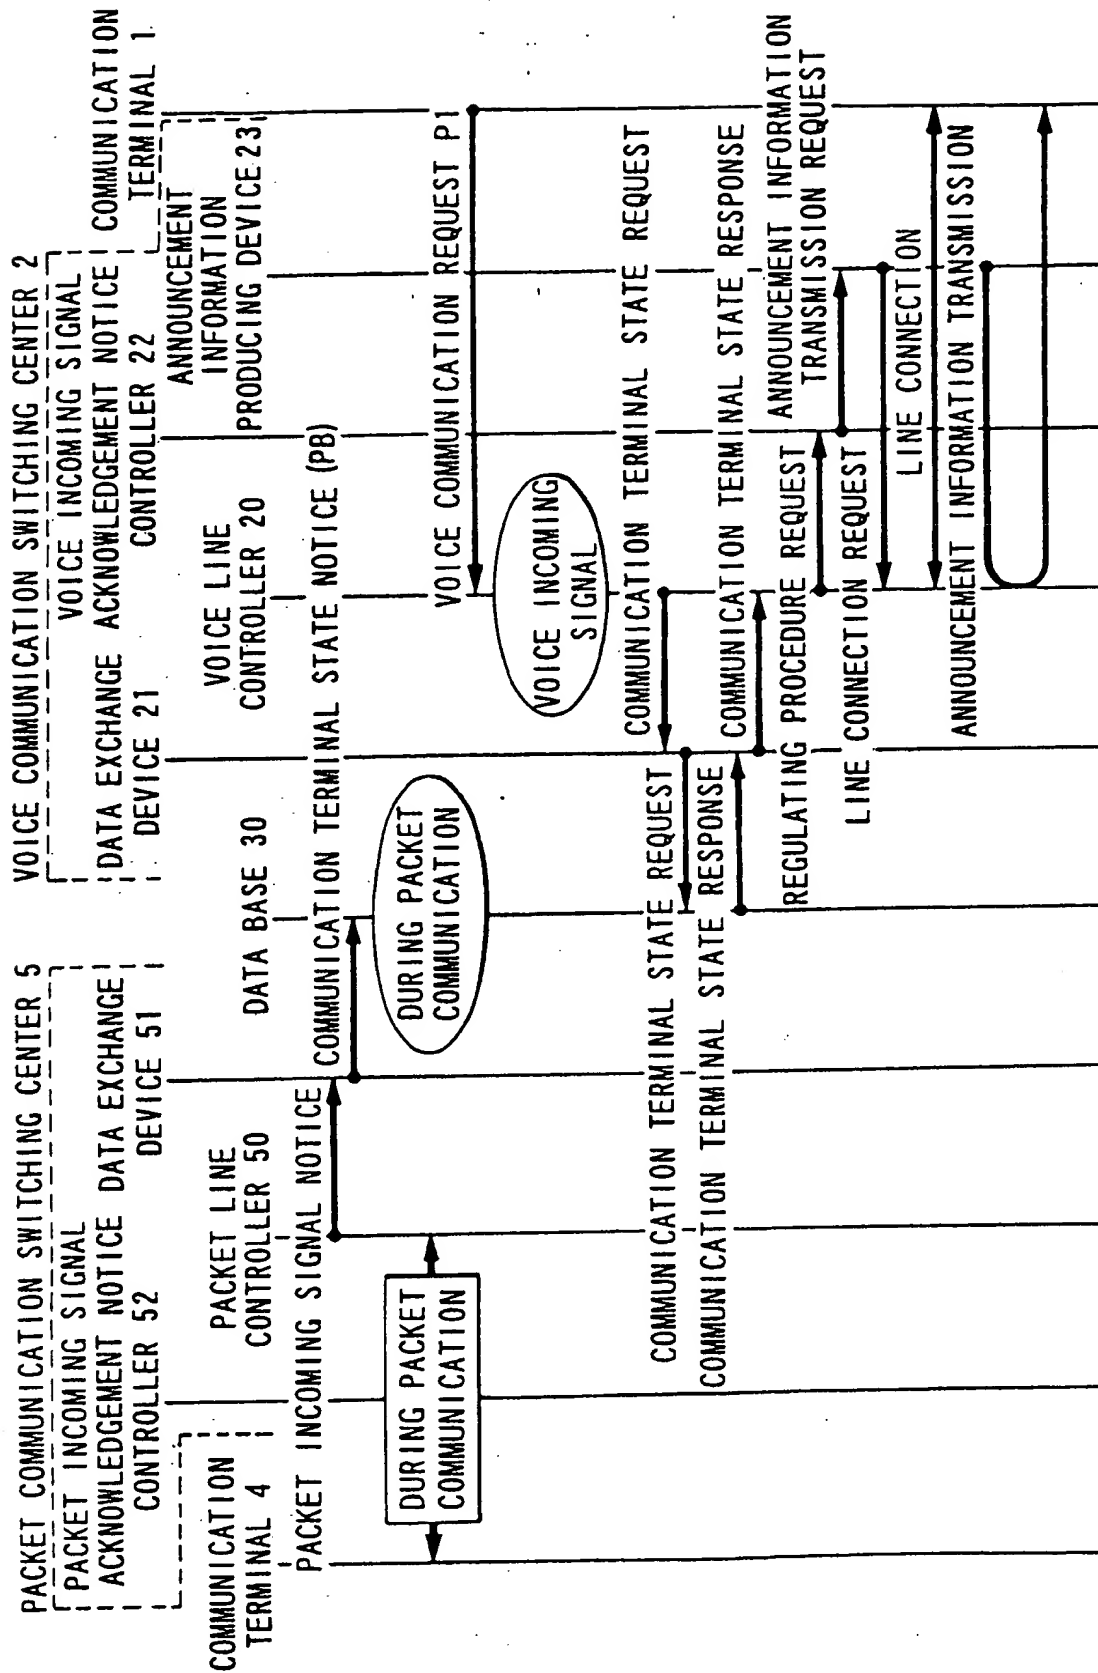 PACKET COMMUNICATION SWITCHING CENTER 5
PACKET INCOMING SIGNAL
ACKNOWLEDGEMENT NOTICE
CONTROLLER 52
DATA EXCHANGE
DEVICE 51
COMMUNICATION
TERMINAL 4
PACKET LINE
CONTROLLER 50
DATA BASE 30
VOICE COMMUNICATION SWITCHING CENTER 2
DATA EXCHANGE
DEVICE 21
VOICE INCOMING SIGNAL
ACKNOWLEDGEMENT NOTICE
CONTROLLER 22
VOICE LINE
CONTROLLER 20
ANNOUNCEMENT
INFORMATION
PRODUCING DEVICE 23
COMMUNICATION
TERMINAL 1
PACKET INCOMING SIGNAL NOTICE
COMMUNICATION TERMINAL STATE NOTICE (PB)
DURING PACKET
COMMUNICATION
DURING PACKET
COMMUNICATION
VOICE COMMUNICATION REQUEST P1
VOICE INCOMING
SIGNAL
COMMUNICATION TERMINAL STATE REQUEST
COMMUNICATION TERMINAL STATE REQUEST
COMMUNICATION TERMINAL STATE RESPONSE
COMMUNICATION TERMINAL STATE RESPONSE
REGULATING PROCEDURE REQUEST
ANNOUNCEMENT INFORMATION
TRANSMISSION REQUEST
LINE CONNECTION REQUEST
LINE CONNECTION
ANNOUNCEMENT INFORMATION TRANSMISSION